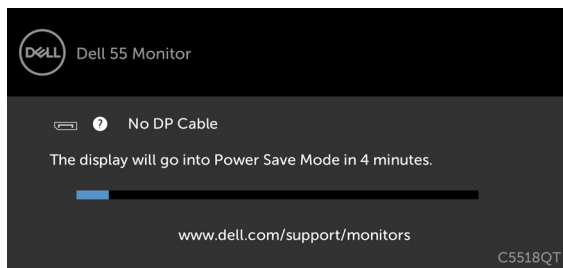 DELL Dell 55 Monitor
? No DP Cable
The display will go into Power Save Mode in 4 minutes.
www.dell.com/support/monitors
C5518QT